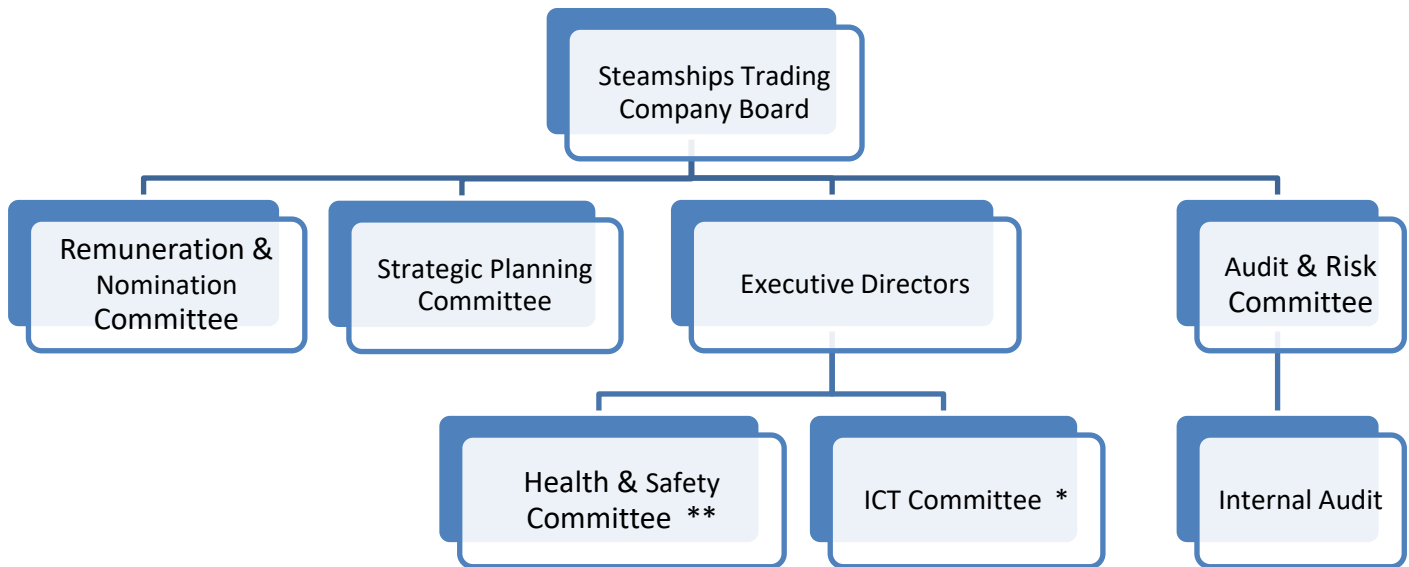 Steamships Trading
Company Board
Remuneration &
Nomination
Committee
Strategic Planning
Committee
Executive Directors
Audit & Risk
Committee
Health & Safety
Committee **
ICT Committee *
Internal Audit